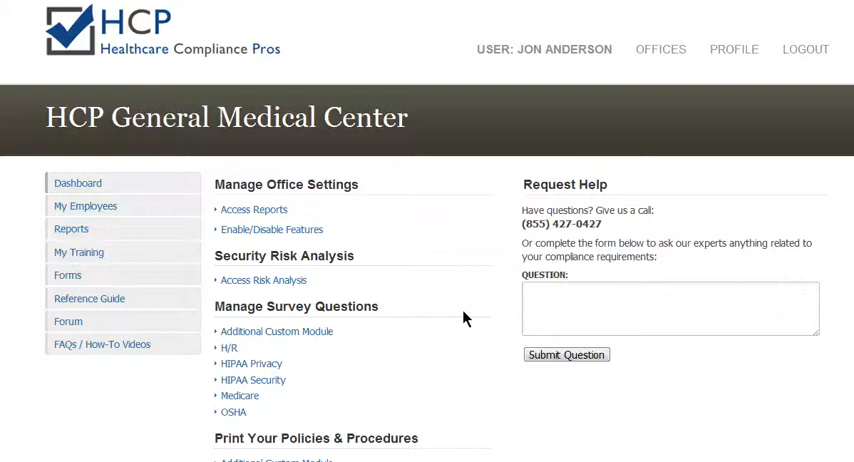 HCP
Healthcare Compliance Pros
USER: JON ANDERSON OFFICES PROFILE LOGOUT
HCP General Medical Center
Dashboard
My Employees
Reports
My Training
Forms
Reference Guide
Forum
FAQs / How-To Videos
Manage Office Settings
Access Reports
Enable/Disable Features
Security Risk Analysis
Access Risk Analysis
Manage Survey Questions
Additional Custom Module
H/R
HIPAA Privacy
HIPAA Security
Medicare
OSHA
Print Your Policies & Procedures
Additional Custom Module
Request Help
Have questions? Give us a call:
(855) 427-0427
Or complete the form below to ask our experts anything related to
your compliance requirements:
QUESTION:
Submit Question